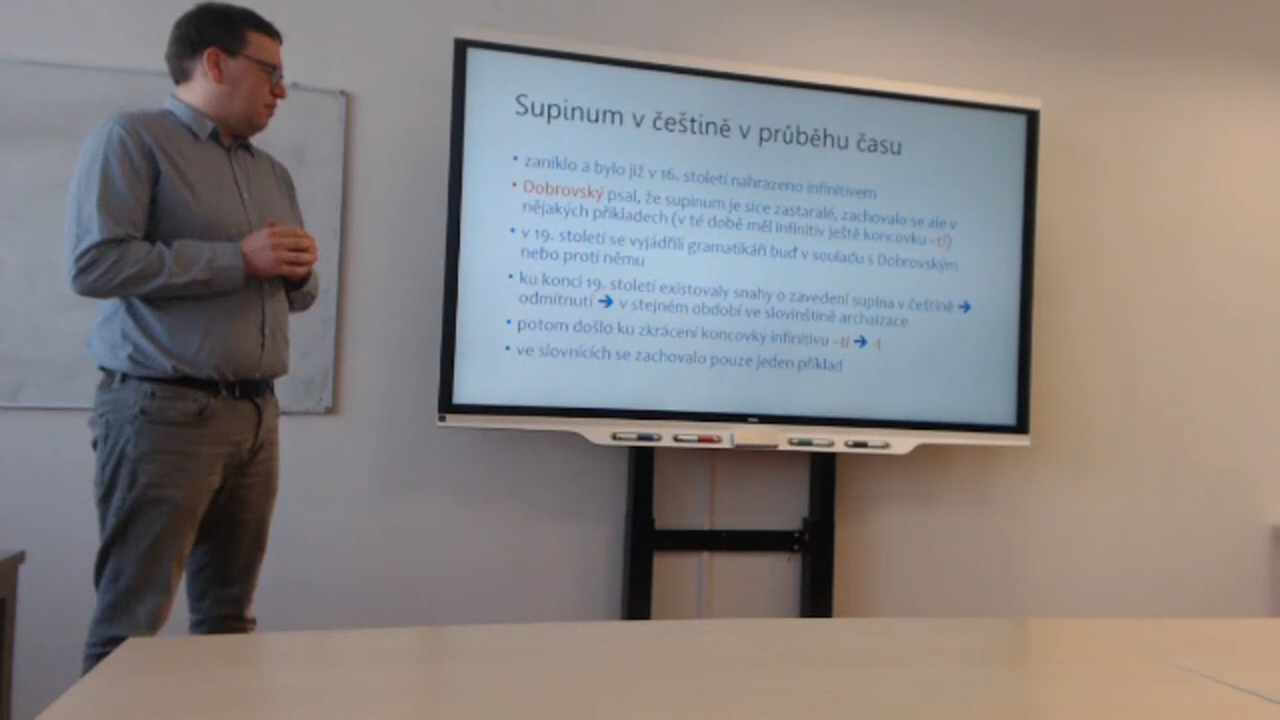 Supinum v češtině v průběhu času
• zaniklo a bylo již v 16. století nahrazeno infinitivem
• Dobrovský psal, že supinum je sice zastaralé, zachovalo se ale v
nějakých příkladech (v té době měl infinitiv ještě koncovku –ti)
• v 19. století se vyjádřili gramatikáři buď v souladu s Dobrovským
nebo proti němu
• ku konci 19. století existovaly snahy o zavedení supina v češtině ➔
odmítnutí ➔ v stejném období ve slovinštině archaizace
• potom došlo ku zkrácení koncovky infinitivu –ti ➔ -t
• ve slovnících se zachovalo pouze jeden příklad